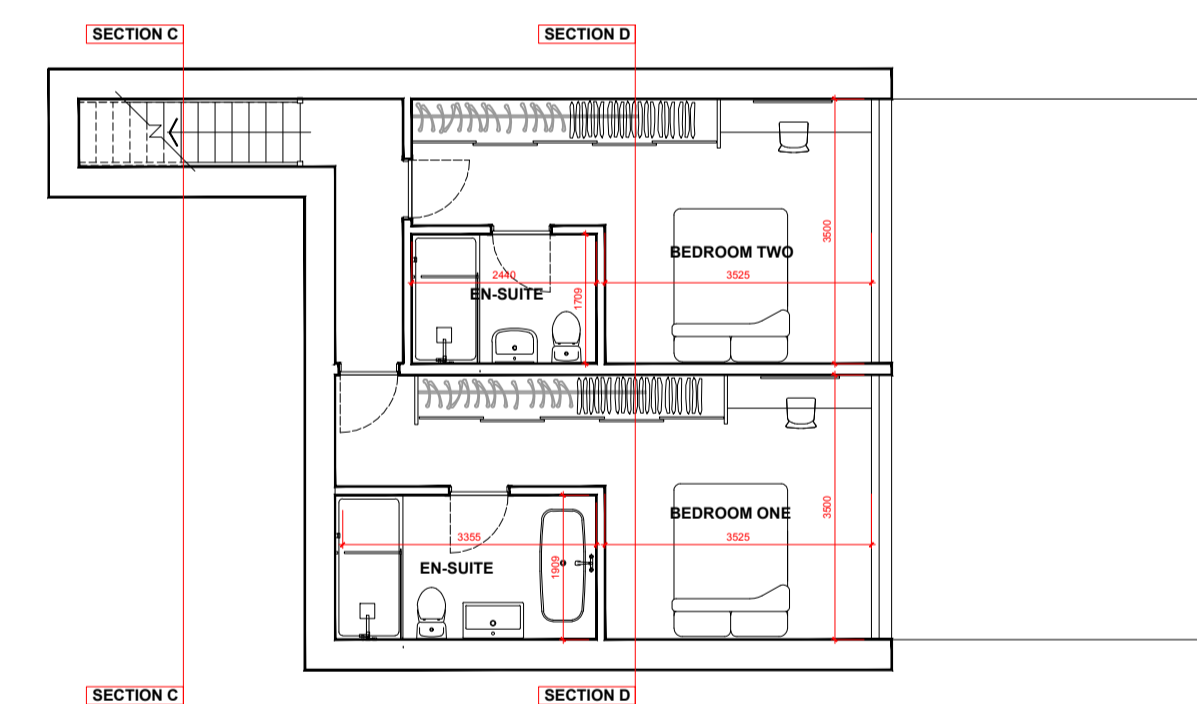 SECTION C
SECTION D
BEDROOM TWO
3500
2440
3525
EN-SUITE
1709
BEDROOM ONE
3500
3355
3525
EN-SUITE
1909
SECTION C
SECTION D